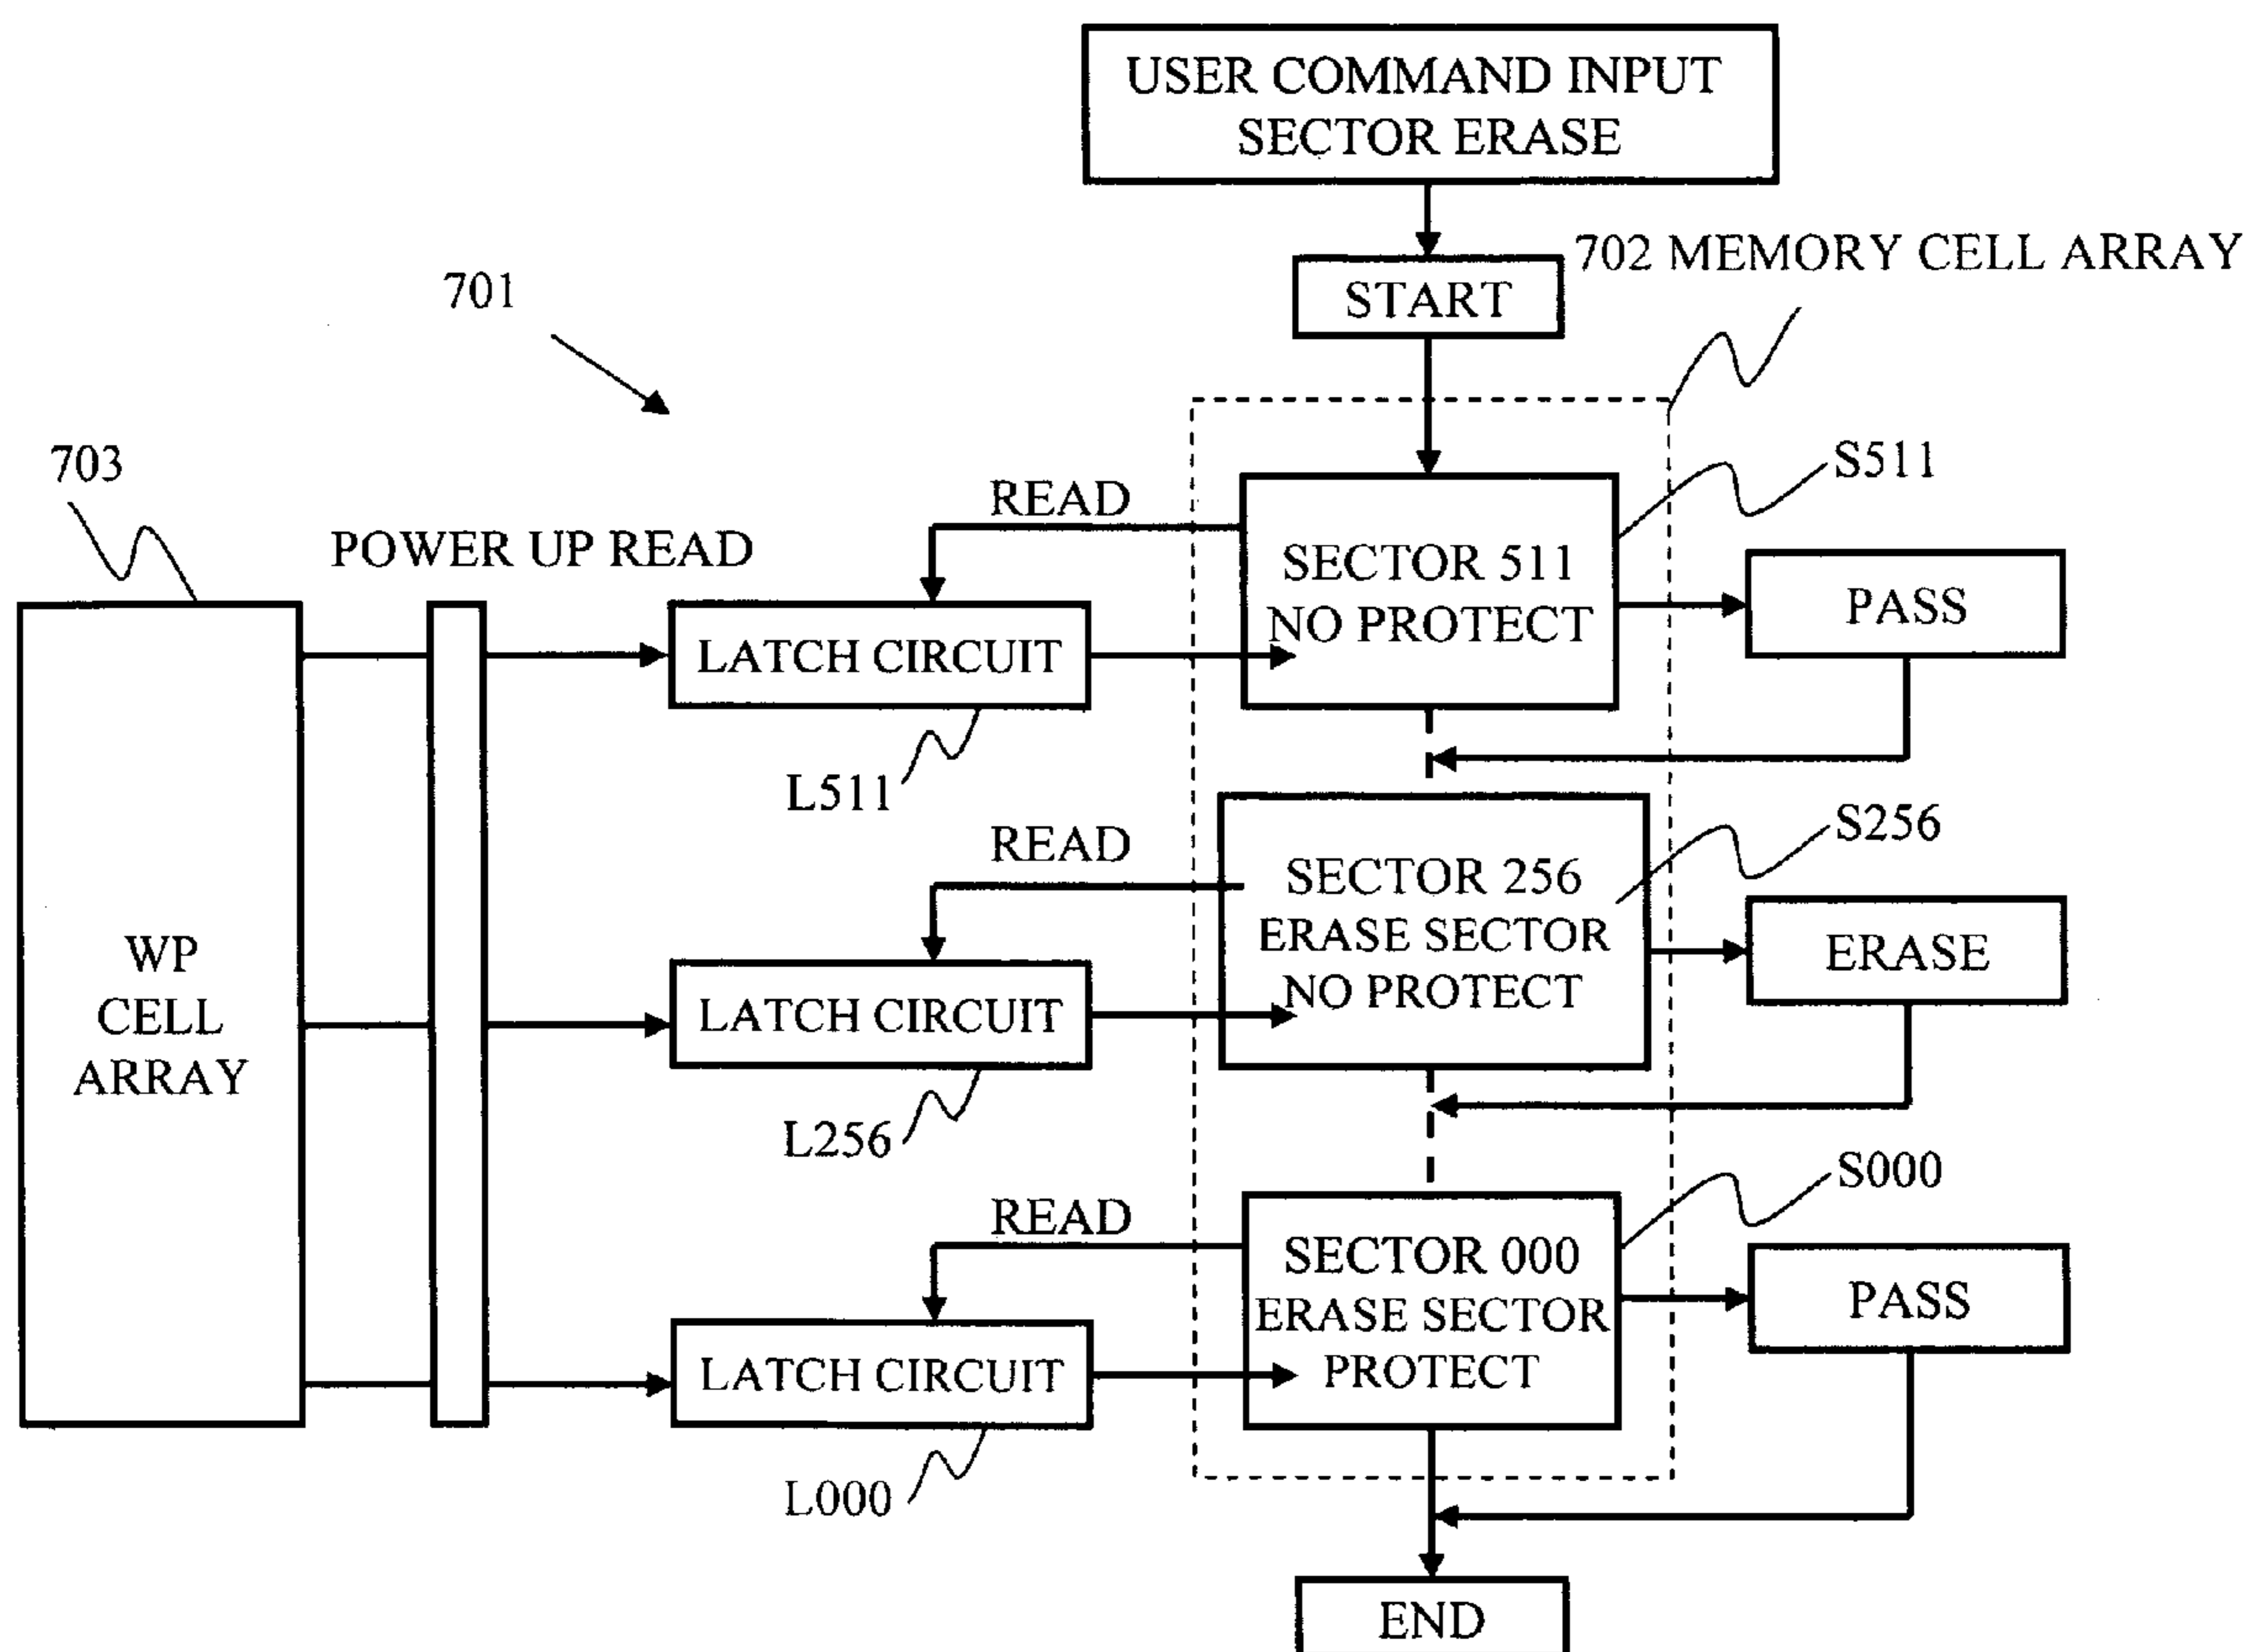 USER COMMAND INPUT
SECTOR ERASE
702 MEMORY CELL ARRAY
START
701
703
S511
READ
POWER UP READ
SECTOR 511
NO PROTECT
PASS
LATCH CIRCUIT
L511
S256
READ
SECTOR 256
ERASE SECTOR
NO PROTECT
ERASE
WP
CELL
ARRAY
LATCH CIRCUIT
L256
S000
READ
SECTOR 000
ERASE SECTOR
PROTECT
PASS
LATCH CIRCUIT
L000
END